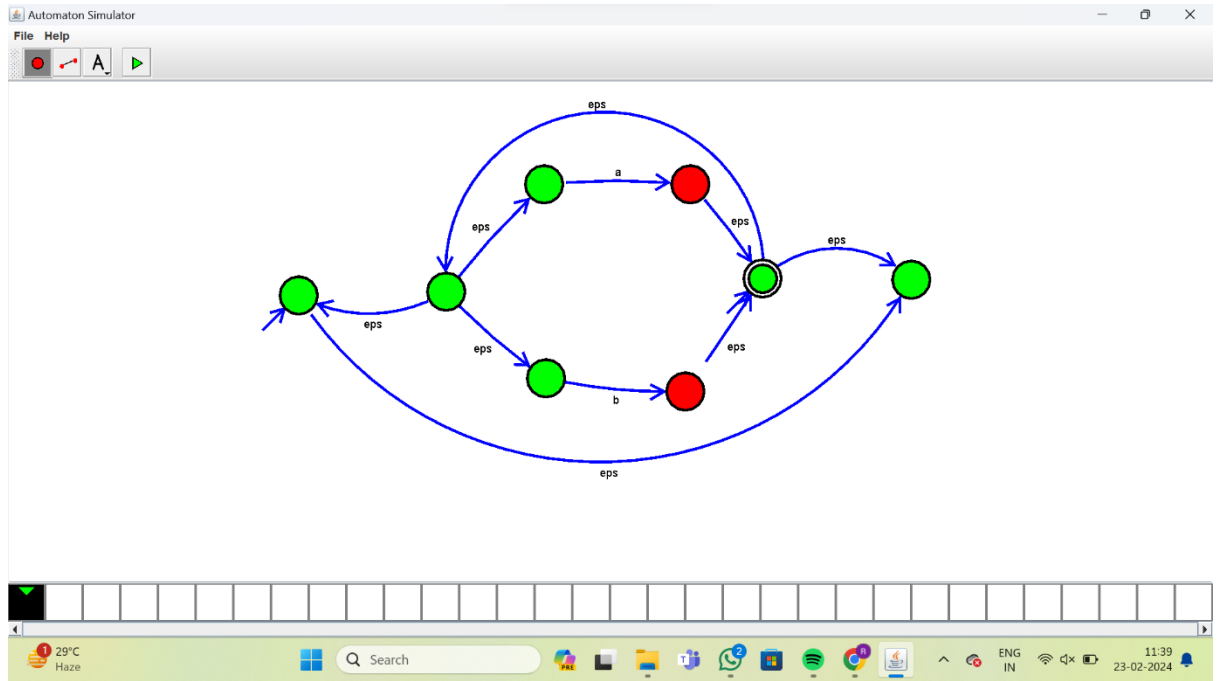 Automaton Simulator
File Help
A
eps
a
eps
eps
eps
eps
eps
eps
b
eps
1
29°C
Haze
Search
PRE
2
R
ENG
IN
11:39
23-02-2024